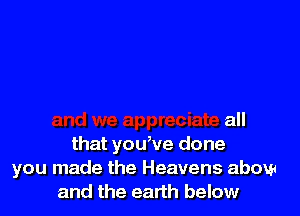 and we appreciate all
that you've done
you made the Heavens above
and the earth below